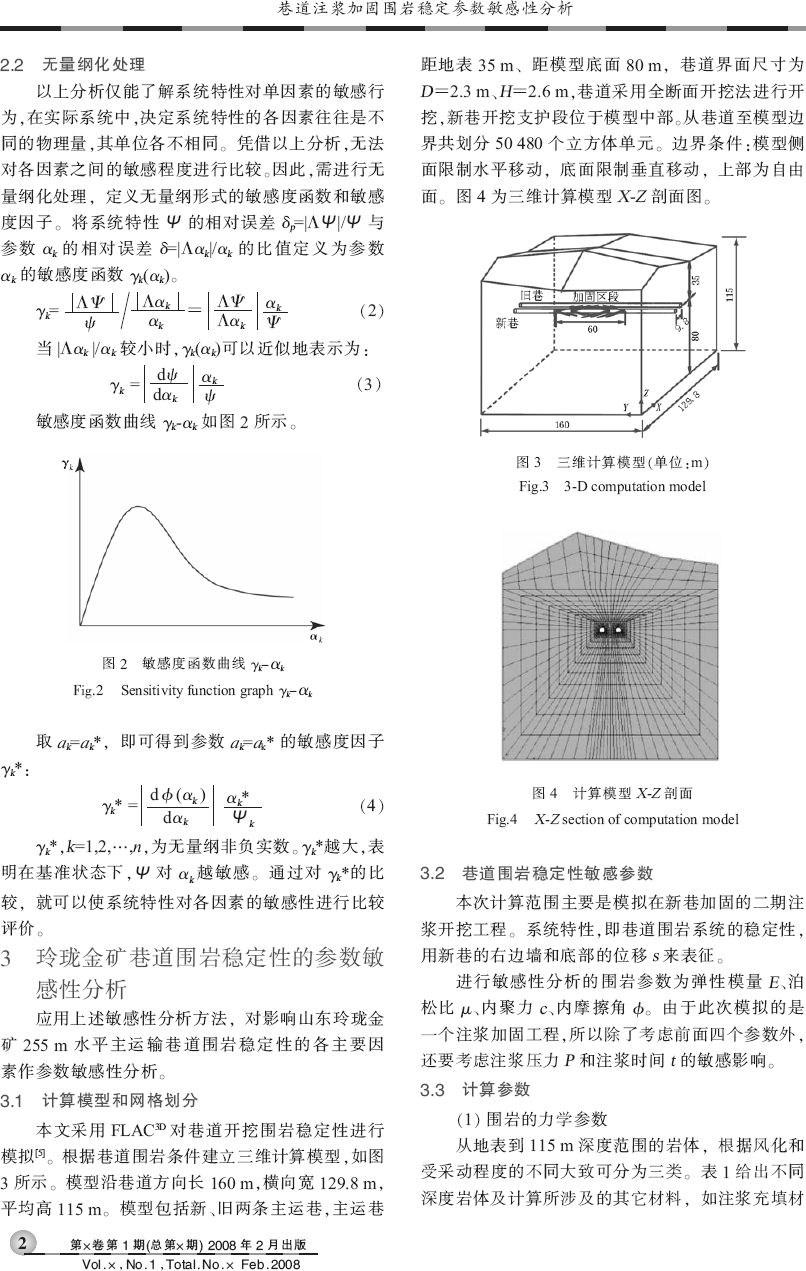 巷道注浆加固围岩稳定参数敏感性分析
2.2 无量纲化处理
以上分析仅能了解系统特性对单因素的敏感行
为,在实际系统中,决定系统特性的各因素往往是不
同的物理量,其单位各不相同。凭借以上分析,无法
对各因素之间的敏感程度进行比较。因此,需进行无
量纲化处理,定义无量纲形式的敏感度函数和敏感
度因子。将系统特性 Ψ 的相对误差 δp=|ΛΨ|/Ψ 与
参数 αk 的相对误差 δ=|Λαk|/αk 的比值定义为参数
αk 的敏感度函数 γk(αk)。
γk= |ΛΨ|/ψ / |Λαk|/αk = |ΛΨ/Λαk| αk/Ψ (2)
当 |Λαk|/αk 较小时,γk(αk)可以近似地表示为:
γk = |dψ/dαk| αk/ψ (3)
敏感度函数曲线 γk-αk 如图 2 所示。
γk
αk
图 2 敏感度函数曲线 γk-αk
Fig.2 Sensitivity function graph γk-αk
取 ak=ak*,即可得到参数 ak=ak* 的敏感度因子
γk*:
γk* = |dϕ(αk)/dαk| αk*/Ψk (4)
γk*,k=1,2,…,n,为无量纲非负实数。γk*越大,表
明在基准状态下,Ψ 对 αk 越敏感。通过对 γk*的比
较,就可以使系统特性对各因素的敏感性进行比较
评价。
3 玲珑金矿巷道围岩稳定性的参数敏
感性分析
应用上述敏感性分析方法,对影响山东玲珑金
矿 255 m 水平主运输巷道围岩稳定性的各主要因
素作参数敏感性分析。
3.1 计算模型和网格划分
本文采用 FLAC3D 对巷道开挖围岩稳定性进行
模拟[5]。根据巷道围岩条件建立三维计算模型,如图
3 所示。模型沿巷道方向长 160 m,横向宽 129.8 m,
平均高 115 m。模型包括新、旧两条主运巷,主运巷
距地表 35 m、距模型底面 80 m,巷道界面尺寸为
D=2.3 m、H=2.6 m,巷道采用全断面开挖法进行开
挖,新巷开挖支护段位于模型中部。从巷道至模型边
界共划分 50 480 个立方体单元。边界条件:模型侧
面限制水平移动,底面限制垂直移动,上部为自由
面。图 4 为三维计算模型 X-Z 剖面图。
旧巷 加固区段
新巷
60
9.8
35
80
115
Z
Y
X
160
129.8
图 3 三维计算模型(单位:m)
Fig.3 3-D computation model
图 4 计算模型 X-Z 剖面
Fig.4 X-Z section of computation model
3.2 巷道围岩稳定性敏感参数
本次计算范围主要是模拟在新巷加固的二期注
浆开挖工程。系统特性,即巷道围岩系统的稳定性,
用新巷的右边墙和底部的位移 s 来表征。
进行敏感性分析的围岩参数为弹性模量 E、泊
松比 μ、内聚力 c、内摩擦角 ϕ。由于此次模拟的是
一个注浆加固工程,所以除了考虑前面四个参数外,
还要考虑注浆压力 P 和注浆时间 t 的敏感影响。
3.3 计算参数
(1) 围岩的力学参数
从地表到 115 m 深度范围的岩体,根据风化和
受采动程度的不同大致可分为三类。表 1 给出不同
深度岩体及计算所涉及的其它材料,如注浆充填材
2
第×卷第 1 期(总第×期) 2008 年 2 月出版
Vol.×,No.1,Total.No.× Feb.2008